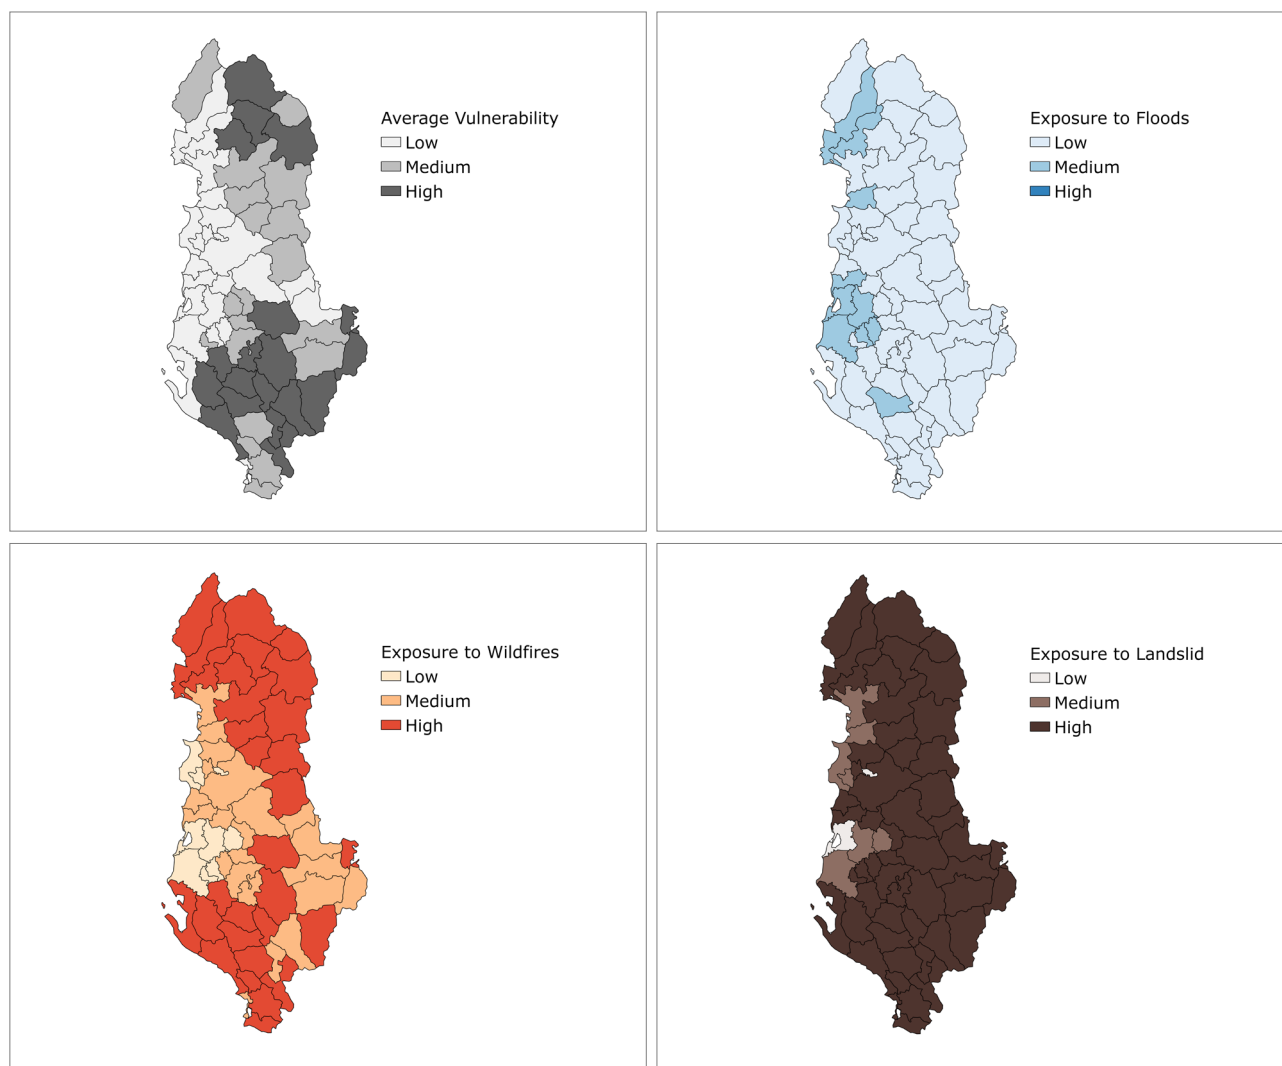 Average Vulnerability
Low
Medium
High
Exposure to Floods
Low
Medium
High
Exposure to Wildfires
Low
Medium
High
Exposure to Landslid
Low
Medium
High